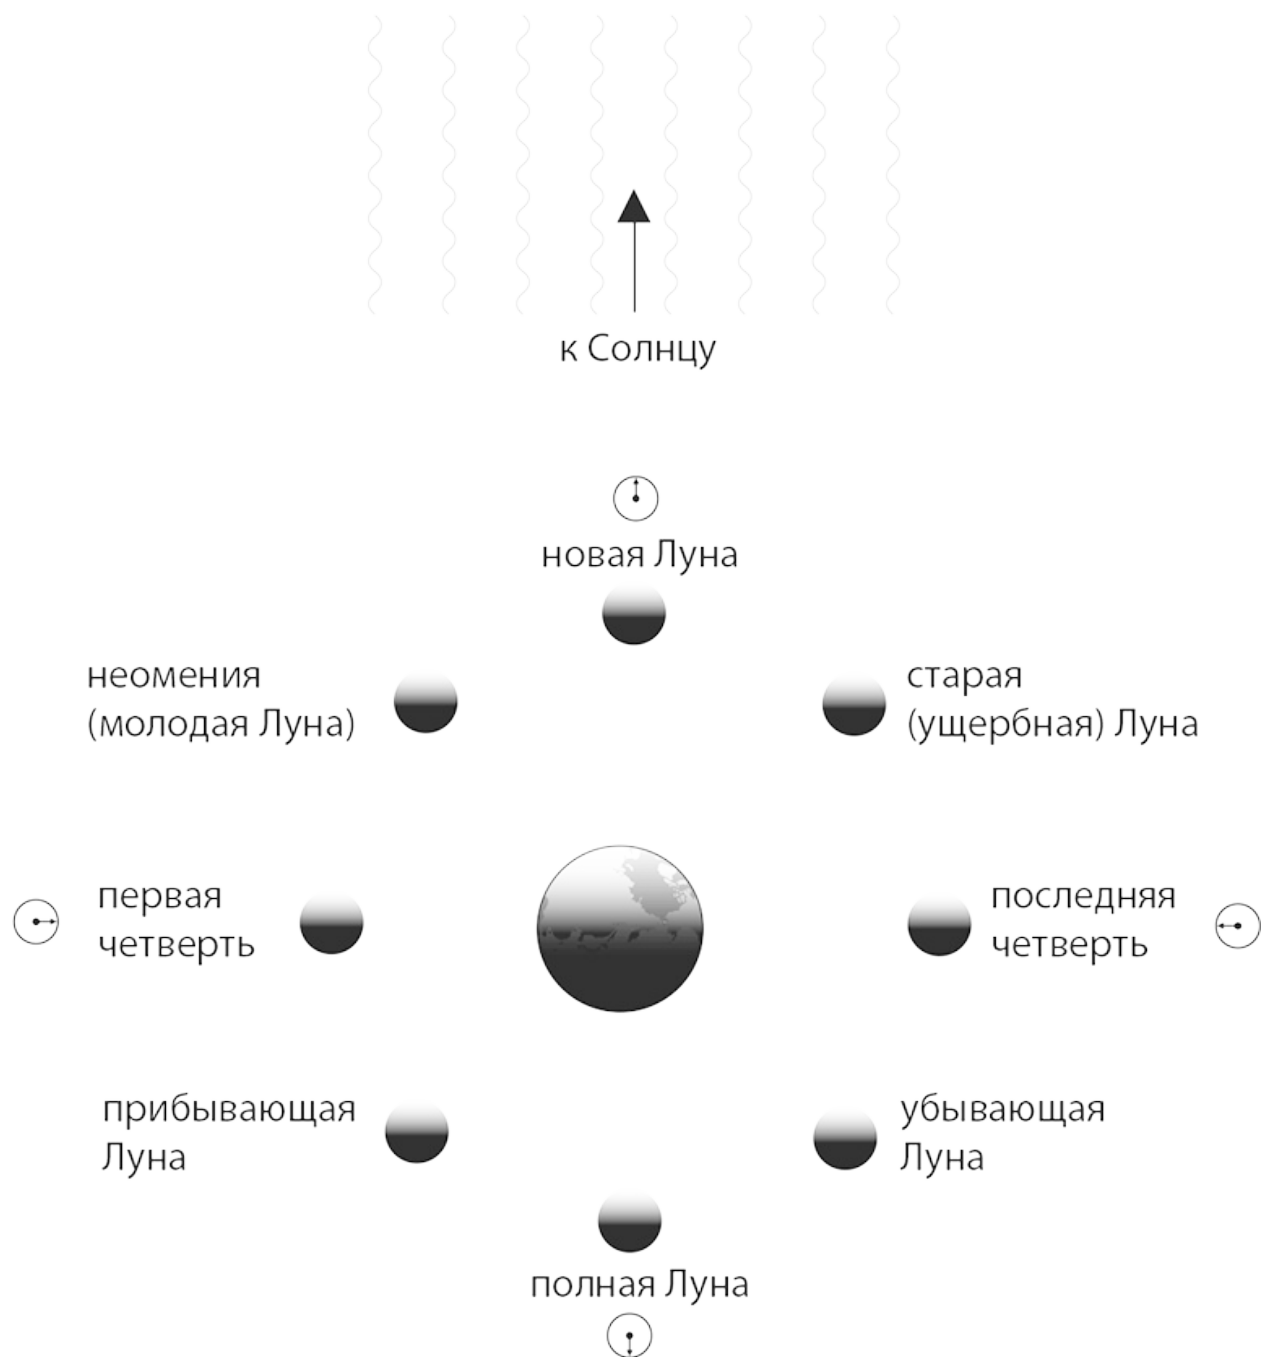 к Солнцу
новая Луна
неомения
(молодая Луна)
старая
(ущербная) Луна
первая
четверть
последняя
четверть
прибывающая
Луна
убывающая
Луна
полная Луна